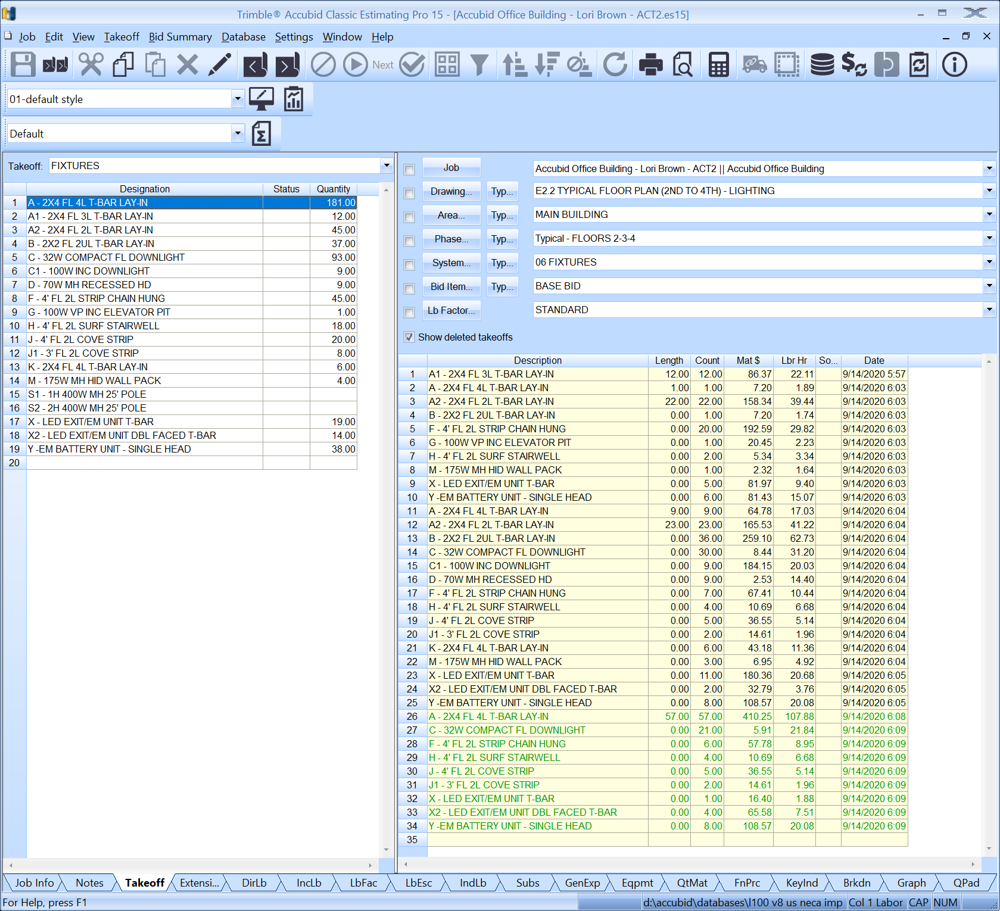 Trimble® Accubid Classic Estimating Pro 15 - [Accubid Office Building - Lori Brown - ACT2.es15]
Job Edit View Takeoff Bid Summary Database Settings Window Help
Next
01-default style
Default
Takeoff: FIXTURES
Designation Status Quantity
1 A - 2X4 FL 4L T-BAR LAY-IN 181.00
2 A1 - 2X4 FL 3L T-BAR LAY-IN 12.00
3 A2 - 2X4 FL 2L T-BAR LAY-IN 45.00
4 B - 2X2 FL 2UL T-BAR LAY-IN 37.00
5 C - 32W COMPACT FL DOWNLIGHT 93.00
6 C1 - 100W INC DOWNLIGHT 9.00
7 D - 70W MH RECESSED HD 9.00
8 F - 4' FL 2L STRIP CHAIN HUNG 45.00
9 G - 100W VP INC ELEVATOR PIT 1.00
10 H - 4' FL 2L SURF STAIRWELL 18.00
11 J - 4' FL 2L COVE STRIP 20.00
12 J1 - 3' FL 2L COVE STRIP 8.00
13 K - 2X4 FL 4L T-BAR LAY-IN 6.00
14 M - 175W MH HID WALL PACK 4.00
15 S1 - 1H 400W MH 25' POLE
16 S2 - 2H 400W MH 25' POLE
17 X - LED EXIT/EM UNIT T-BAR 19.00
18 X2 - LED EXIT/EM UNIT DBL FACED T-BAR 14.00
19 Y -EM BATTERY UNIT - SINGLE HEAD 38.00
20
Job Accubid Office Building - Lori Brown - ACT2 || Accubid Office Building
Drawing... Typ... E2.2 TYPICAL FLOOR PLAN (2ND TO 4TH) - LIGHTING
Area... Typ... MAIN BUILDING
Phase... Typ... Typical - FLOORS 2-3-4
System... Typ... 06 FIXTURES
Bid Item... Typ... BASE BID
Lb Factor... STANDARD
Show deleted takeoffs
Description Length Count Mat $ Lbr Hr So... Date
1 A1 - 2X4 FL 3L T-BAR LAY-IN 12.00 12.00 86.37 22.11 9/14/2020 5:57
2 A - 2X4 FL 4L T-BAR LAY-IN 1.00 1.00 7.20 1.89 9/14/2020 6:03
3 A2 - 2X4 FL 2L T-BAR LAY-IN 22.00 22.00 158.34 39.44 9/14/2020 6:03
4 B - 2X2 FL 2UL T-BAR LAY-IN 0.00 1.00 7.20 1.74 9/14/2020 6:03
5 F - 4' FL 2L STRIP CHAIN HUNG 0.00 20.00 192.59 29.82 9/14/2020 6:03
6 G - 100W VP INC ELEVATOR PIT 0.00 1.00 20.45 2.23 9/14/2020 6:03
7 H - 4' FL 2L SURF STAIRWELL 0.00 2.00 5.34 3.34 9/14/2020 6:03
8 M - 175W MH HID WALL PACK 0.00 1.00 2.32 1.64 9/14/2020 6:03
9 X - LED EXIT/EM UNIT T-BAR 0.00 5.00 81.97 9.40 9/14/2020 6:03
10 Y -EM BATTERY UNIT - SINGLE HEAD 0.00 6.00 81.43 15.07 9/14/2020 6:03
11 A - 2X4 FL 4L T-BAR LAY-IN 9.00 9.00 64.78 17.03 9/14/2020 6:04
12 A2 - 2X4 FL 2L T-BAR LAY-IN 23.00 23.00 165.53 41.22 9/14/2020 6:04
13 B - 2X2 FL 2UL T-BAR LAY-IN 0.00 36.00 259.10 62.73 9/14/2020 6:04
14 C - 32W COMPACT FL DOWNLIGHT 0.00 30.00 8.44 31.20 9/14/2020 6:04
15 C1 - 100W INC DOWNLIGHT 0.00 9.00 184.15 20.03 9/14/2020 6:04
16 D - 70W MH RECESSED HD 0.00 9.00 2.53 14.40 9/14/2020 6:04
17 F - 4' FL 2L STRIP CHAIN HUNG 0.00 7.00 67.41 10.44 9/14/2020 6:04
18 H - 4' FL 2L SURF STAIRWELL 0.00 4.00 10.69 6.68 9/14/2020 6:04
19 J - 4' FL 2L COVE STRIP 0.00 5.00 36.55 5.14 9/14/2020 6:04
20 J1 - 3' FL 2L COVE STRIP 0.00 2.00 14.61 1.96 9/14/2020 6:04
21 K - 2X4 FL 4L T-BAR LAY-IN 0.00 6.00 43.18 11.36 9/14/2020 6:04
22 M - 175W MH HID WALL PACK 0.00 3.00 6.95 4.92 9/14/2020 6:04
23 X - LED EXIT/EM UNIT T-BAR 0.00 11.00 180.36 20.68 9/14/2020 6:05
24 X2 - LED EXIT/EM UNIT DBL FACED T-BAR 0.00 2.00 32.79 3.76 9/14/2020 6:05
25 Y -EM BATTERY UNIT - SINGLE HEAD 0.00 8.00 108.57 20.08 9/14/2020 6:05
26 A - 2X4 FL 4L T-BAR LAY-IN 57.00 57.00 410.25 107.88 9/14/2020 6:08
27 C - 32W COMPACT FL DOWNLIGHT 0.00 21.00 5.91 21.84 9/14/2020 6:09
28 F - 4' FL 2L STRIP CHAIN HUNG 0.00 6.00 57.78 8.95 9/14/2020 6:09
29 H - 4' FL 2L SURF STAIRWELL 0.00 4.00 10.69 6.68 9/14/2020 6:09
30 J - 4' FL 2L COVE STRIP 0.00 5.00 36.55 5.14 9/14/2020 6:09
31 J1 - 3' FL 2L COVE STRIP 0.00 2.00 14.61 1.96 9/14/2020 6:09
32 X - LED EXIT/EM UNIT T-BAR 0.00 1.00 16.40 1.88 9/14/2020 6:09
33 X2 - LED EXIT/EM UNIT DBL FACED T-BAR 0.00 4.00 65.58 7.51 9/14/2020 6:09
34 Y -EM BATTERY UNIT - SINGLE HEAD 0.00 8.00 108.57 20.08 9/14/2020 6:09
35
Job Info Notes Takeoff Extensi... DirLb IncLb LbFac LbEsc IndLb Subs GenExp Eqpmt QtMat FnPrc KeyInd Brkdn Graph QPad
For Help, press F1 d:\accubid\databases\l100 v8 us neca imp Col 1 Labor CAP NUM